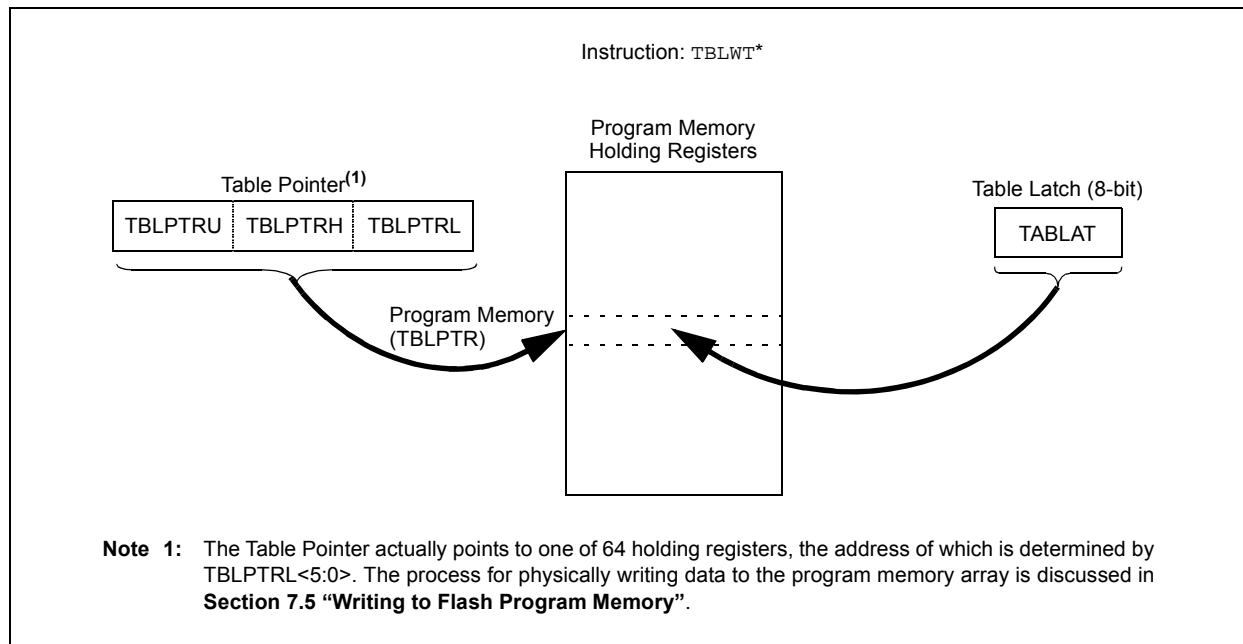 Instruction: TBLWT*
Program Memory
Holding Registers
Table Pointer(1)
Table Latch (8-bit)
TBLPTRU TBLPTRH TBLPTRL
TABLAT
Program Memory
(TBLPTR)
Note 1: The Table Pointer actually points to one of 64 holding registers, the address of which is determined by
TBLPTRL<5:0>. The process for physically writing data to the program memory array is discussed in
Section 7.5 “Writing to Flash Program Memory”.